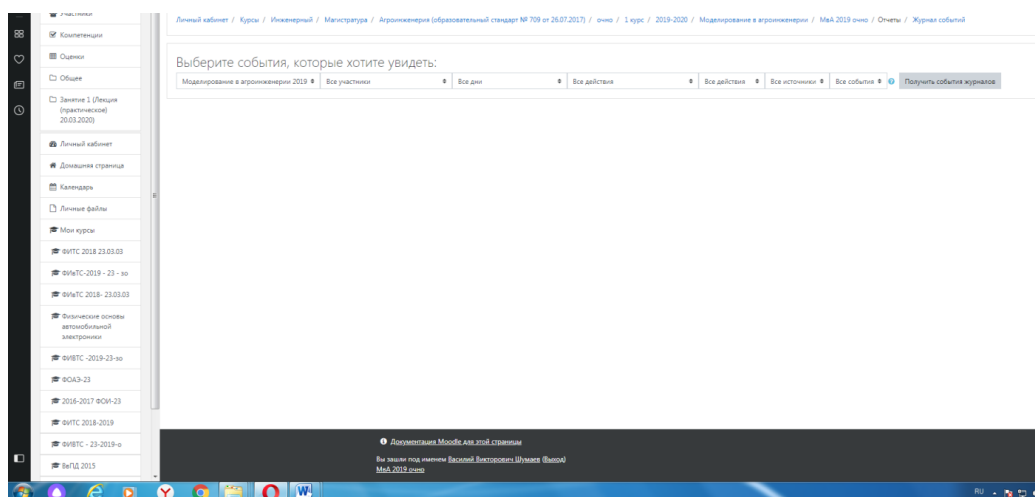 Участники
Компетенции
Оценки
Общее
Занятие 1 (Лекция
(практическое)
20.03.2020)
Личный кабинет
Домашняя страница
Календарь
Личные файлы
Мои курсы
ФИТС 2018 23.03.03
ФИвТС-2019 - 23 - зо
ФИвТС 2018- 23.03.03
Физические основы
автомобильной
электроники
ФИВТС -2019-23-зо
ФОАЭ-23
2016-2017 ФОИ-23
ФИТС 2018-2019
ФИВТС - 23-2019-о
ВвПД 2015
Личный кабинет / Курсы / Инженерный / Магистратура / Агроинженерия (образовательный стандарт № 709 от 26.07.2017) / очно / 1 курс / 2019-2020 / Моделирование в агроинженерии / МвА 2019 очно / Отчеты / Журнал событий
Выберите события, которые хотите увидеть:
Моделирование в агроинженерии 2019 Все участники Все дни Все действия Все действия Все источники Все события Получить события журналов
Документация Moodle для этой страницы
Вы зашли под именем Василий Викторович Шумаев (Выход)
МвА 2019 очно
RU